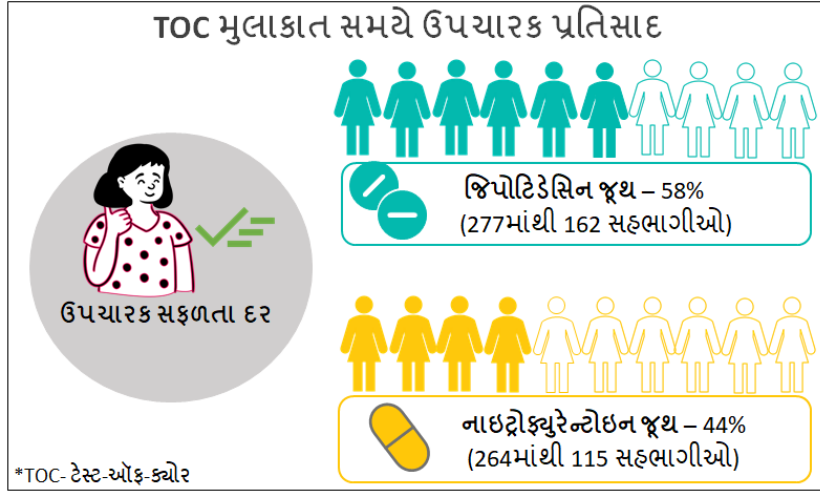 TOC મુલાકાત સમયે ઉપચારક પ્રતિસાદ
જિપોટિડેસિન જૂથ – 58%
(277માંથી 162 સહભાગીઓ)
ઉપચારક સફળતા દર
નાઇટ્રોફ્યુરેન્ટોઇન જૂથ – 44%
(264માંથી 115 સહભાગીઓ)
*TOC- ટેસ્ટ-ઑફ-ક્યોર